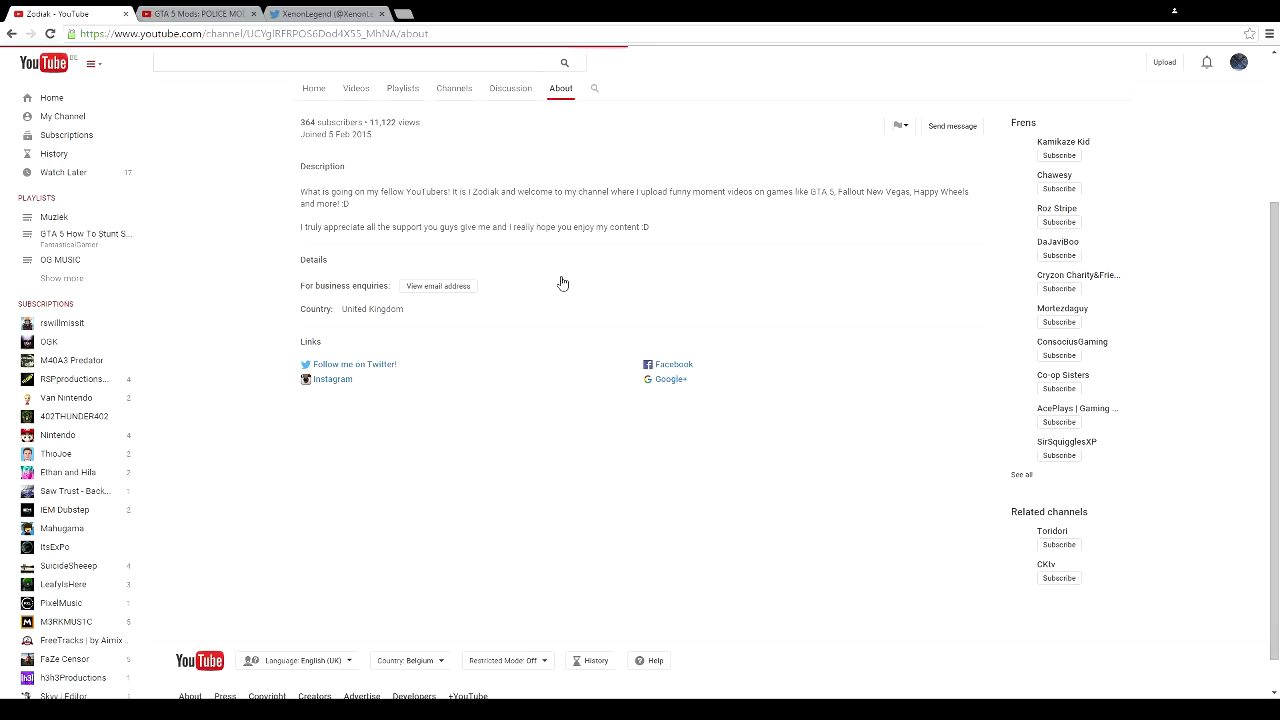 Zodiak - YouTube
GTA 5 Mods: POLICE MO
XenonLegend (@XenonLe
https://www.youtube.com/channel/UCYglRFRPOS6Dod4X55_MhNA/about
YouTube BE
Upload
Home
My Channel
Subscriptions
History
Watch Later 17
PLAYLISTS
Muziek
GTA 5 How To Stunt S...
FantasticalGamer
OG MUSIC
Show more
SUBSCRIPTIONS
rswillmissit
OGK
M40A3 Predator
RSPproductions... 4
Van Nintendo 2
402THUNDER402
Nintendo 4
ThioJoe 2
Ethan and Hila 2
Saw Trust - Back... 1
IEM Dubstep 2
Mahugama
ItsExPo
SuicideSheeep 4
LeafyIsHere 3
PixelMusic 1
M3RKMUS1C 2
FreeTracks | by Aimix ..
FaZe Censor 5
h3h3Productions 1
Skyy | Editor 1
Home Videos Playlists Channels Discussion About
364 subscribers • 11,122 views
Joined 5 Feb 2015
Send message
Description
What is going on my fellow YouTubers! It is I Zodiak and welcome to my channel where I upload funny moment videos on games like GTA 5, Fallout New Vegas, Happy Wheels
and more! :D
I truly appreciate all the support you guys give me and I really hope you enjoy my content :D
Details
For business enquiries: View email address
Country: United Kingdom
Links
Follow me on Twitter! Facebook
Instagram Google+
Frens
Kamikaze Kid
Subscribe
Chawesy
Subscribe
Roz Stripe
Subscribe
DaJaviBoo
Subscribe
Cryzon Charity&Frie...
Subscribe
Mortezdaguy
Subscribe
ConsociusGaming
Subscribe
Co-op Sisters
Subscribe
AcePlays | Gaming ...
Subscribe
SirSquigglesXP
Subscribe
See all
Related channels
Toridori
Subscribe
CKtv
Subscribe
YouTube Language: English (UK) Country: Belgium Restricted Mode: Off History Help
About Press Copyright Creators Advertise Developers +YouTube